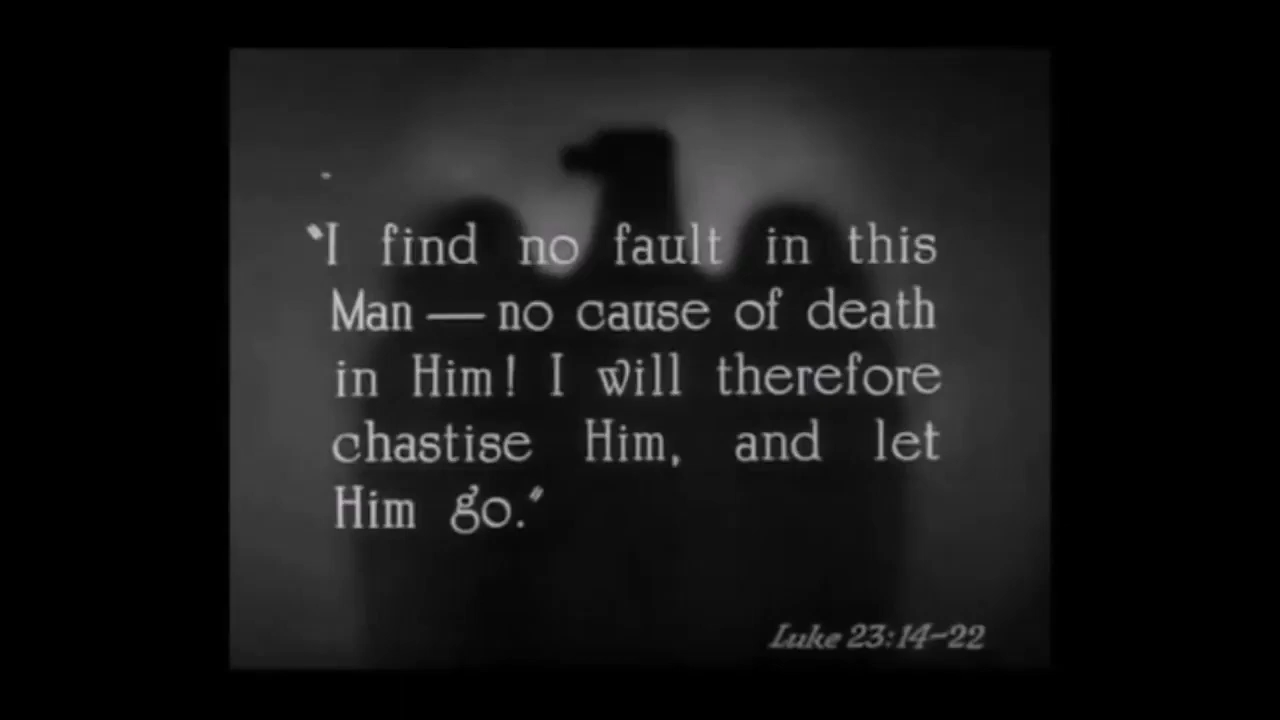 "I find no fault in this
Man — no cause of death
in Him! I will therefore
chastise Him, and let
Him go."
Luke 23:14-22